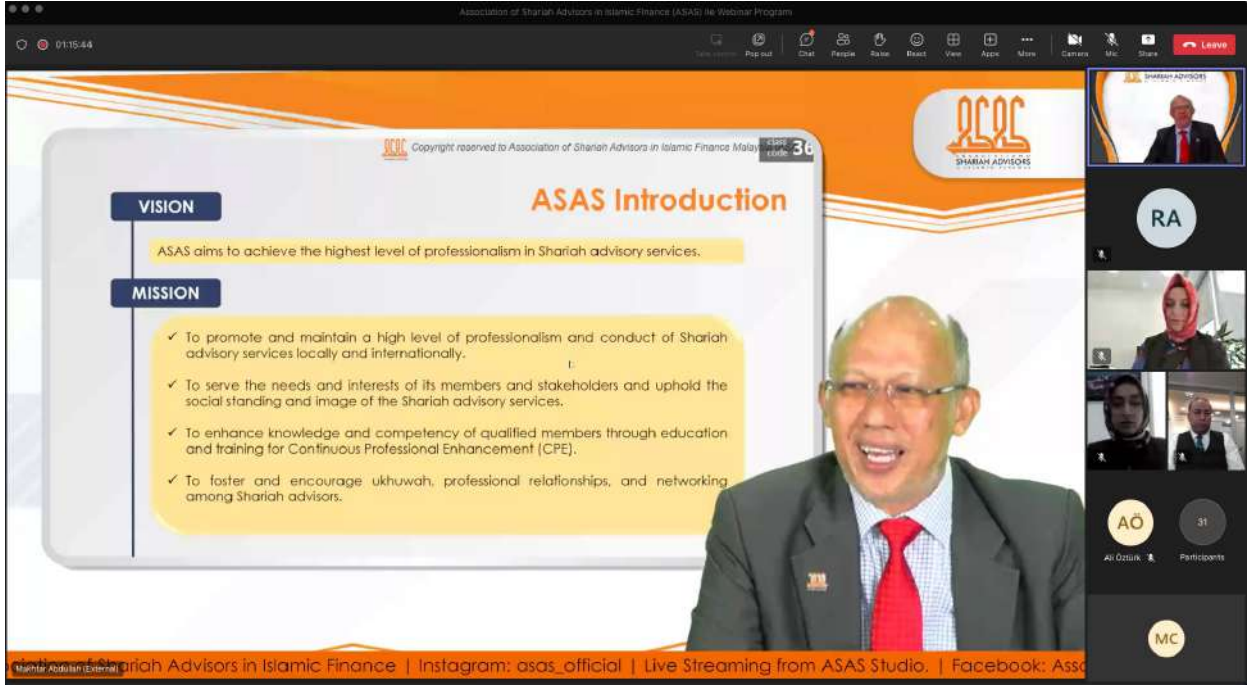 Association of Shariah Advisors in Islamic Finance (ASAS) ile Webinar Program
01:15:44
Pop out
Chat
People
Raise
React
View
Apps
More
Camera
Mic
Share
Leave
SHARIAH ADVISORS
ASAS
SHARIAH ADVISORS
Copyright reserved to Association of Shariah Advisors in Islamic Finance
code 36
ASAS Introduction
VISION
ASAS aims to achieve the highest level of professionalism in Shariah advisory services.
MISSION
✓ To promote and maintain a high level of professionalism and conduct of Shariah
advisory services locally and internationally.
✓ To serve the needs and interests of its members and stakeholders and uphold the
social standing and image of the Shariah advisory services.
✓ To enhance knowledge and competency of qualified members through education
and training for Continuous Professional Enhancement (CPE).
✓ To foster and encourage ukhuwah, professional relationships, and networking
among Shariah advisors.
RA
AÖ
Ali Öztürk
31
Participants
MC
Makhtar Abdullah (External)
Shariah Advisors in Islamic Finance | Instagram: asas_official | Live Streaming from ASAS Studio. | Facebook: